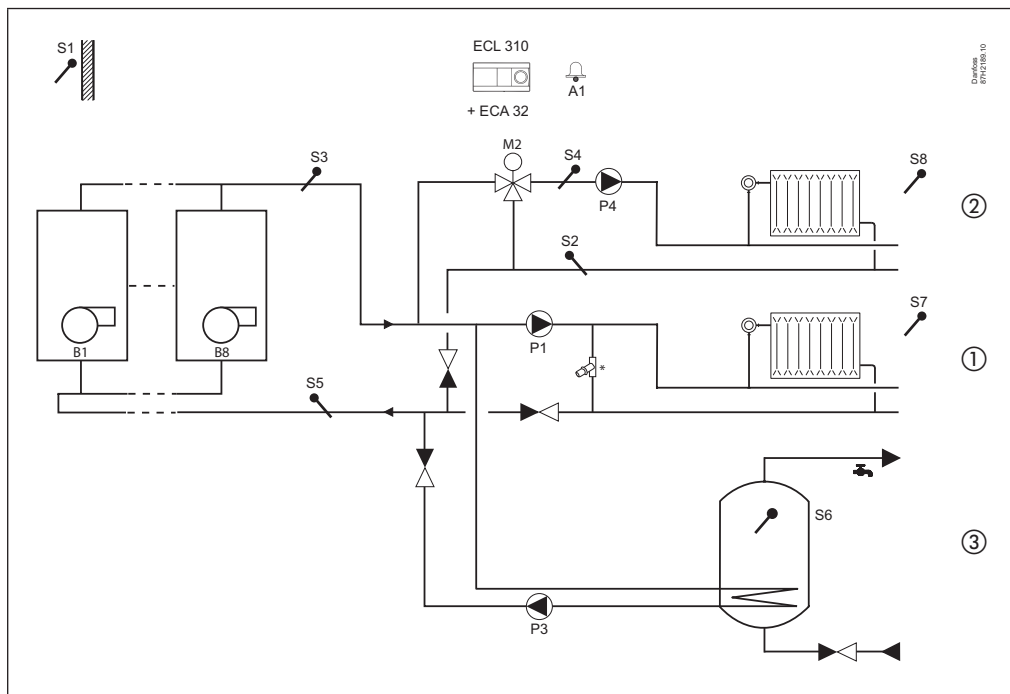 S1
ECL 310
A1
+ ECA 32
Danfoss
87H2189.10
M2
S3
S4
S8
P4
②
S2
S7
B1
B8
P1
*
①
S5
S6
③
P3